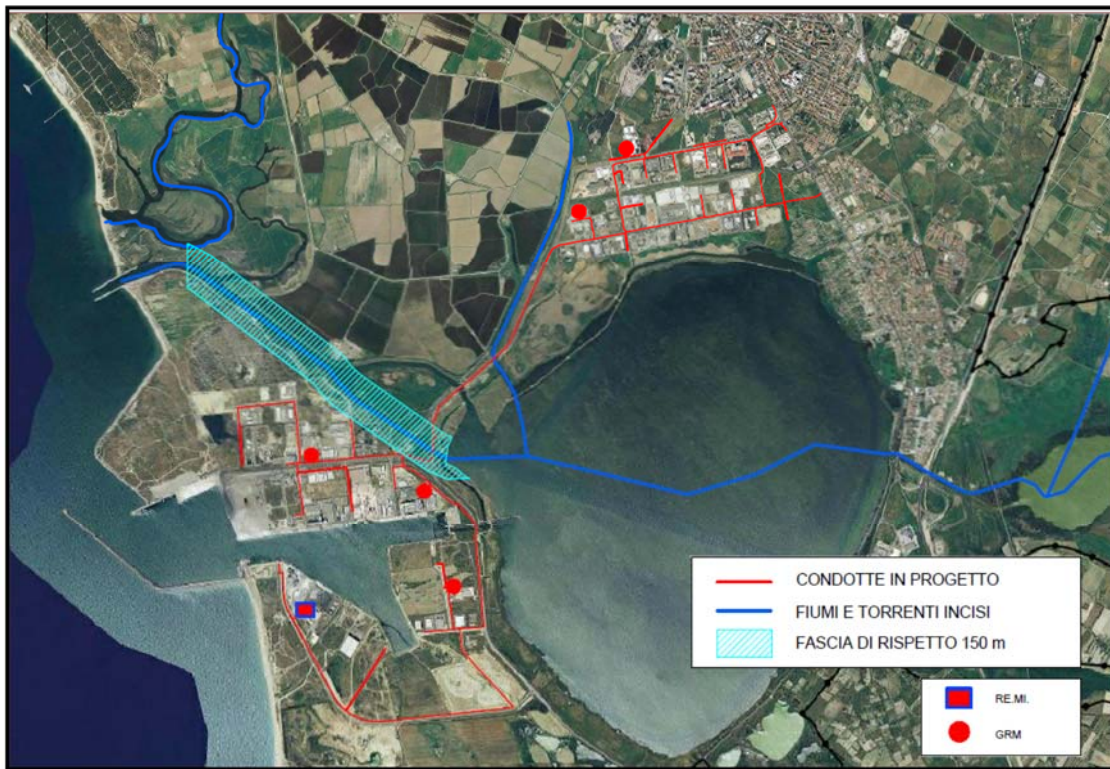 CONDOTTE IN PROGETTO
FIUMI E TORRENTI INCISI
FASCIA DI RISPETTO 150 m
RE.MI.
GRM